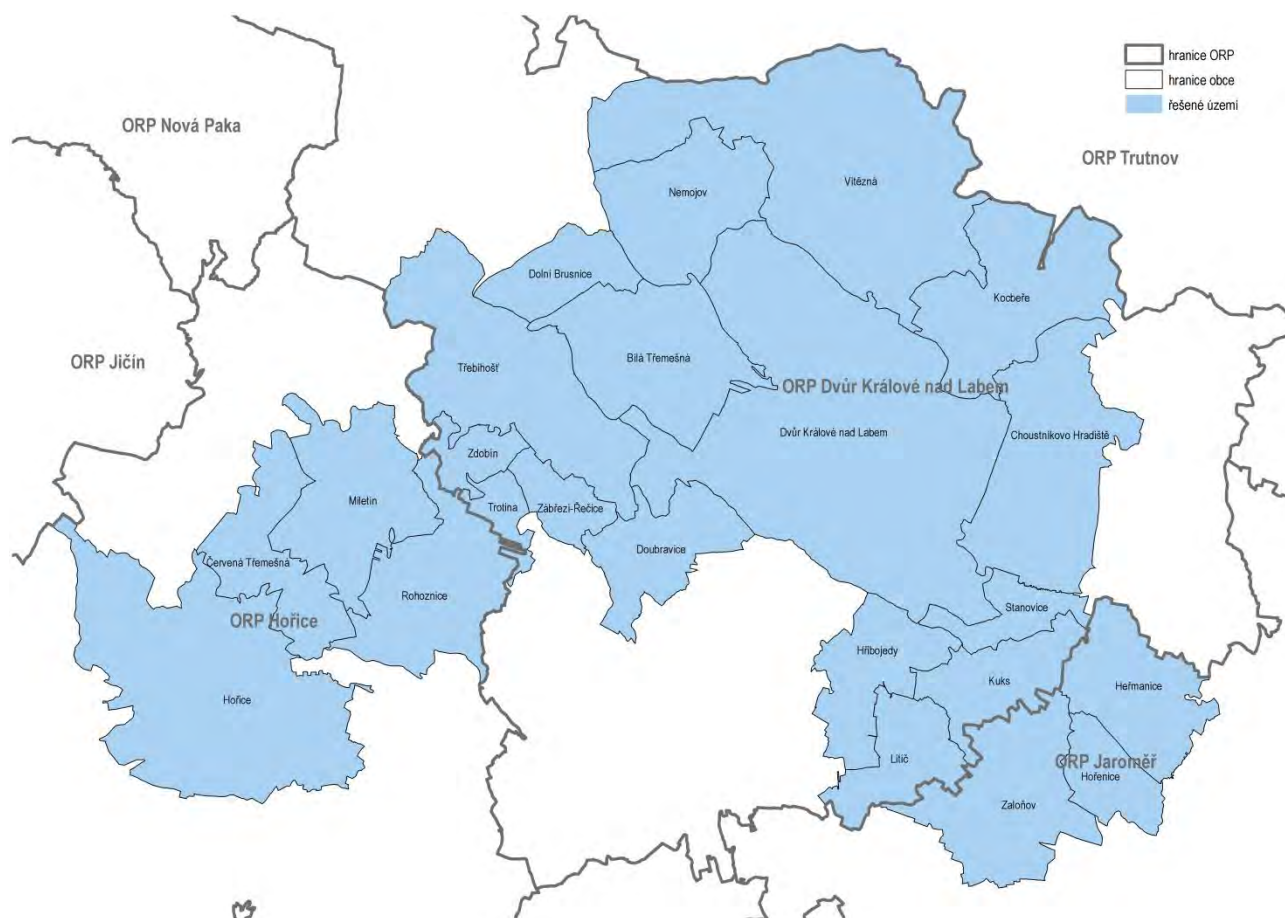 hranice ORP
hranice obce
řešené území
ORP Nová Paka
ORP Trutnov
Vítězná
Nemojov
Dolní Brusnice
Kocbeře
Bílá Třemešná
ORP Jičín
Třebihošť
ORP Dvůr Králové nad Labem
Dvůr Králové nad Labem
Choustníkovo Hradiště
Zdobín
Miletín
Trotina
Zábřezí-Řečice
Doubravice
Červená Třemešná
Rohoznice
Stanovice
ORP Hořice
Hřibojedy
Kuks
Heřmanice
Hořice
Litíč
ORP Jaroměř
Hořenice
Zaloňov